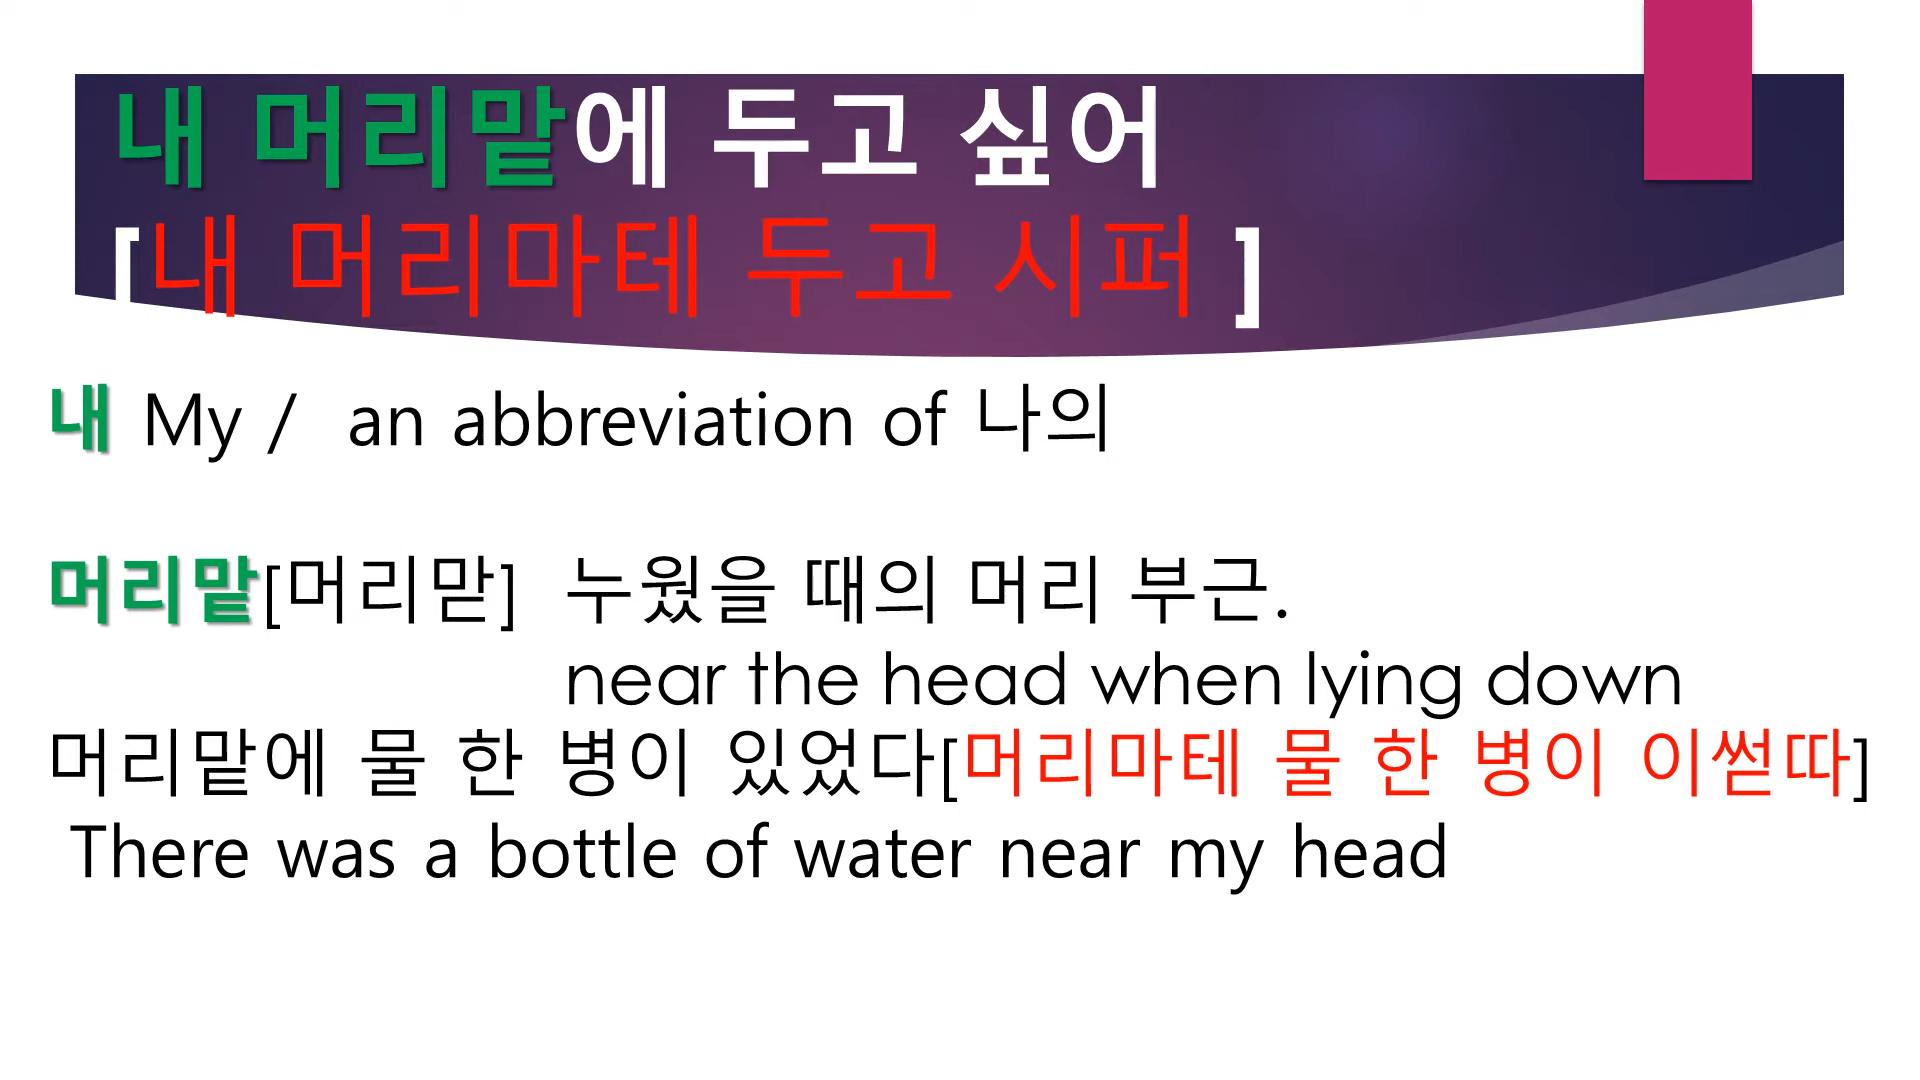 내 머리맡에 두고 싶어
[내 머리마테 두고 시퍼 ]
내 My / an abbreviation of 나의
머리맡[머리맏] 누웠을 때의 머리 부근.
near the head when lying down
머리맡에 물 한 병이 있었다[머리마테 물 한 병이 이썯따]
There was a bottle of water near my head